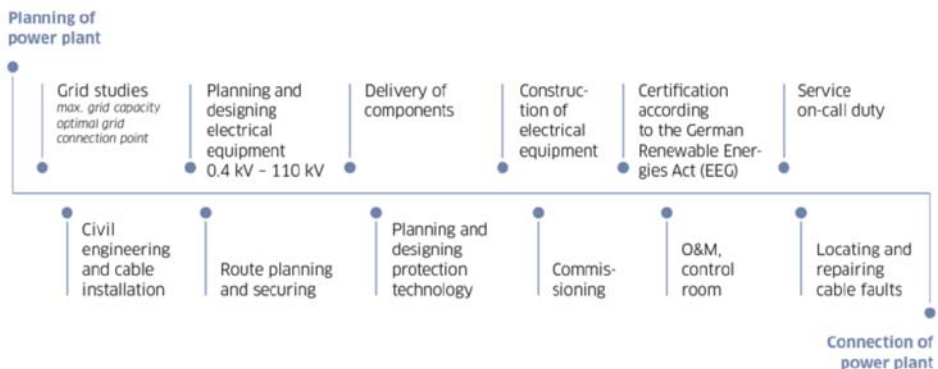 Planning of
power plant
Grid studies
max. grid capacity
optimal grid
connection point
Planning and
designing
electrical
equipment
0.4 kV – 110 kV
Delivery of
components
Construc-
tion of
electrical
equipment
Certification
according
to the German
Renewable Ener-
gies Act (EEG)
Service
on-call duty
Civil
engineering
and cable
installation
Route planning
and securing
Planning and
designing
protection
technology
Commis-
sioning
O&M,
control
room
Locating and
repairing
cable faults
Connection of
power plant